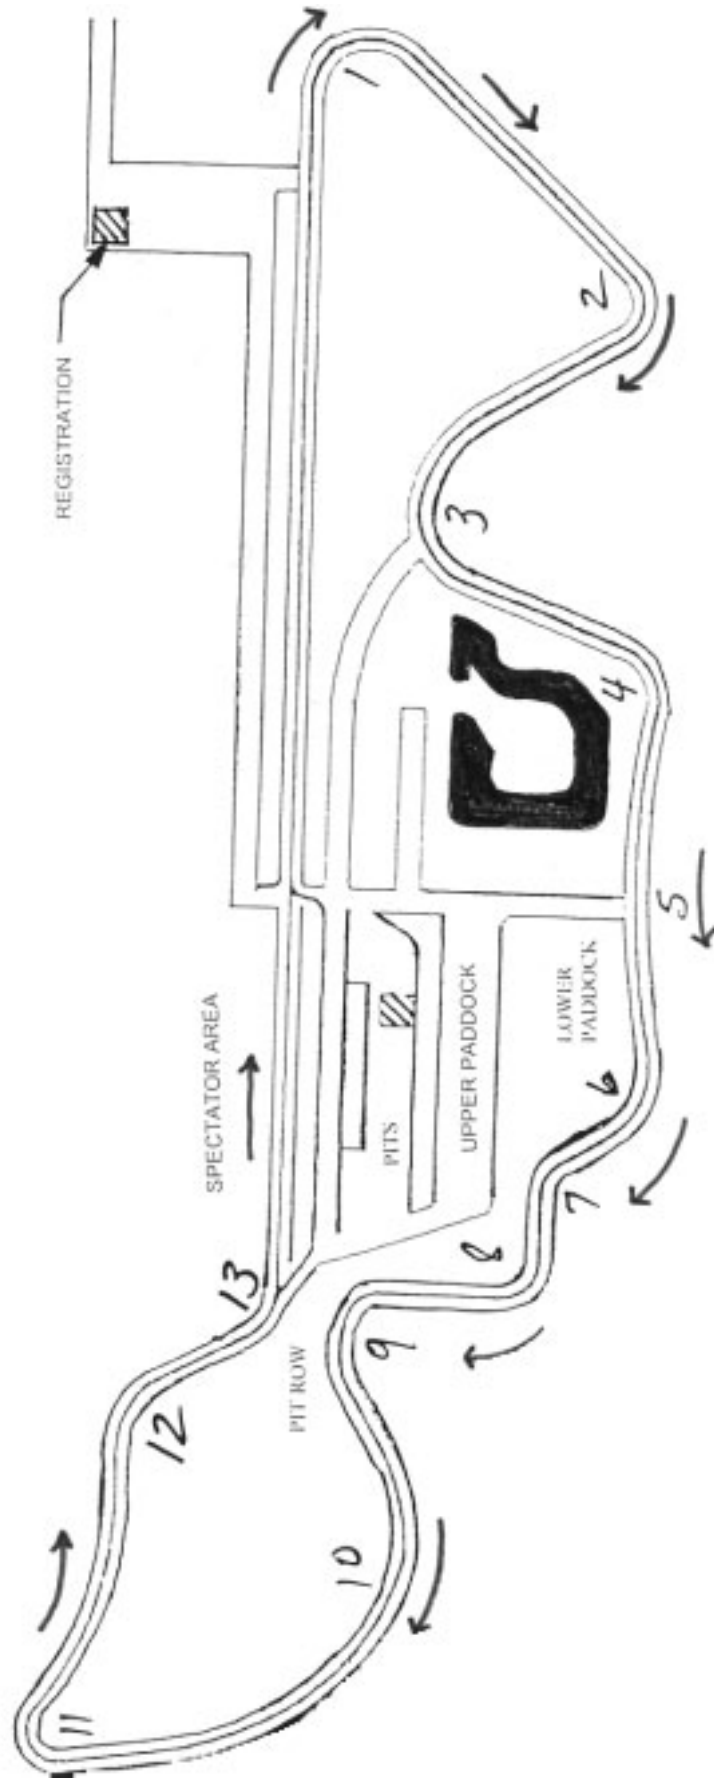 REGISTRATION
1
2
3
4
5
SPECTATOR AREA
PITS
UPPER PADDOCK
LOWER
PADDOCK
6
7
8
9
13
PIT ROW
12
10
11